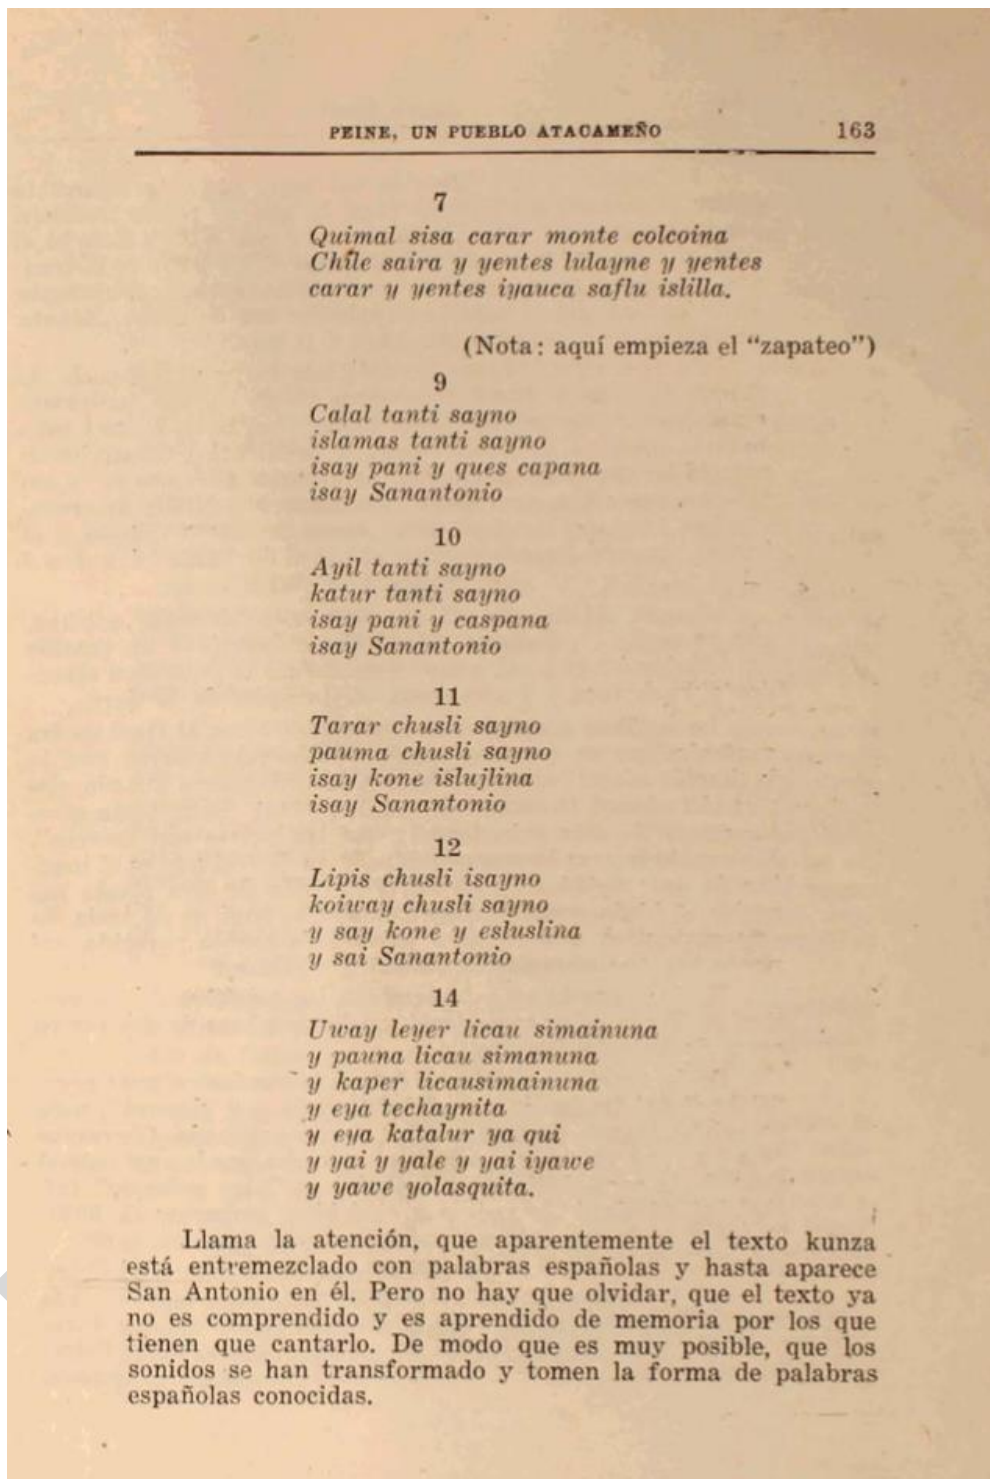 PEINE, UN PUEBLO ATACAMEÑO 163
7
Quimal sisa carar monte colcoina
Chile saira y yentes lulayne y yentes
carar y yentes iyauca saflu islilla.
(Nota: aquí empieza el “zapateo”)
9
Calal tanti sayno
islamas tanti sayno
isay pani y ques capana
isay Sanantonio
10
Ayil tanti sayno
katur tanti sayno
isay pani y caspana
isay Sanantonio
11
Tarar chusli sayno
pauma chusli sayno
isay kone islujlina
isay Sanantonio
12
Lipis chusli isayno
koiway chusli sayno
y say kone y esluslina
y sai Sanantonio
14
Uway leyer licau simainuna
y pauna licau simanuna
y kaper licausimainuna
y eya techaynita
y eya katalur ya qui
y yai y yale y yai iyawe
y yawe yolasquita.
Llama la atención, que aparentemente el texto kunza
está entremezclado con palabras españolas y hasta aparece
San Antonio en él. Pero no hay que olvidar, que el texto ya
no es comprendido y es aprendido de memoria por los que
tienen que cantarlo. De modo que es muy posible, que los
sonidos se han transformado y tomen la forma de palabras
españolas conocidas.